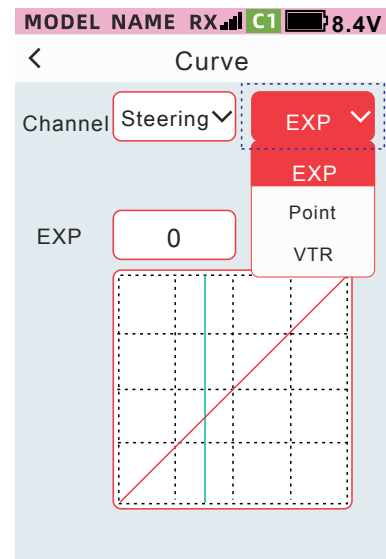 MODEL NAME RX C1 8.4V
Curve
Channel Steering EXP
EXP
Point
EXP 0
VTR